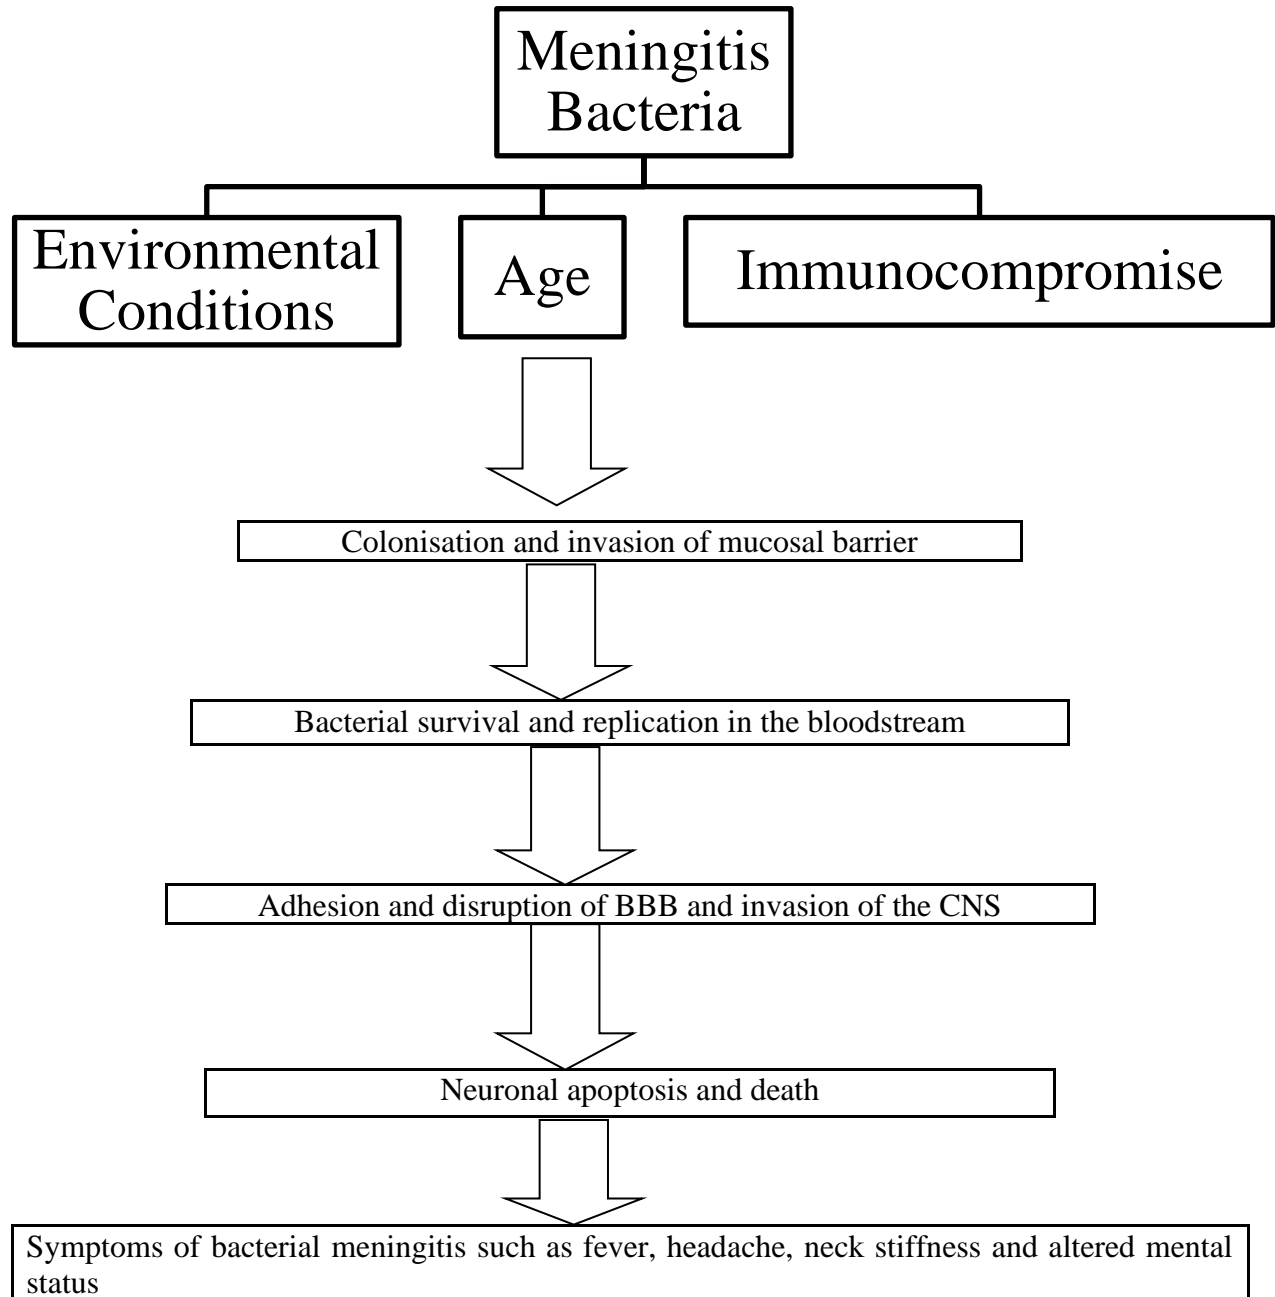 Meningitis
Bacteria
Environmental
Conditions
Age
Immunocompromise
Colonisation and invasion of mucosal barrier
Bacterial survival and replication in the bloodstream
Adhesion and disruption of BBB and invasion of the CNS
Neuronal apoptosis and death
Symptoms of bacterial meningitis such as fever, headache, neck stiffness and altered mental
status